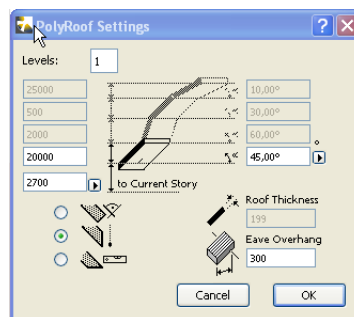 PolyRoof Settings
Levels: 1
25000 10,00°
500 30,00°
2000 60,00°
20000 45,00° °
2700 to Current Story
Roof Thickness
199
Eave Overhang
300
Cancel OK